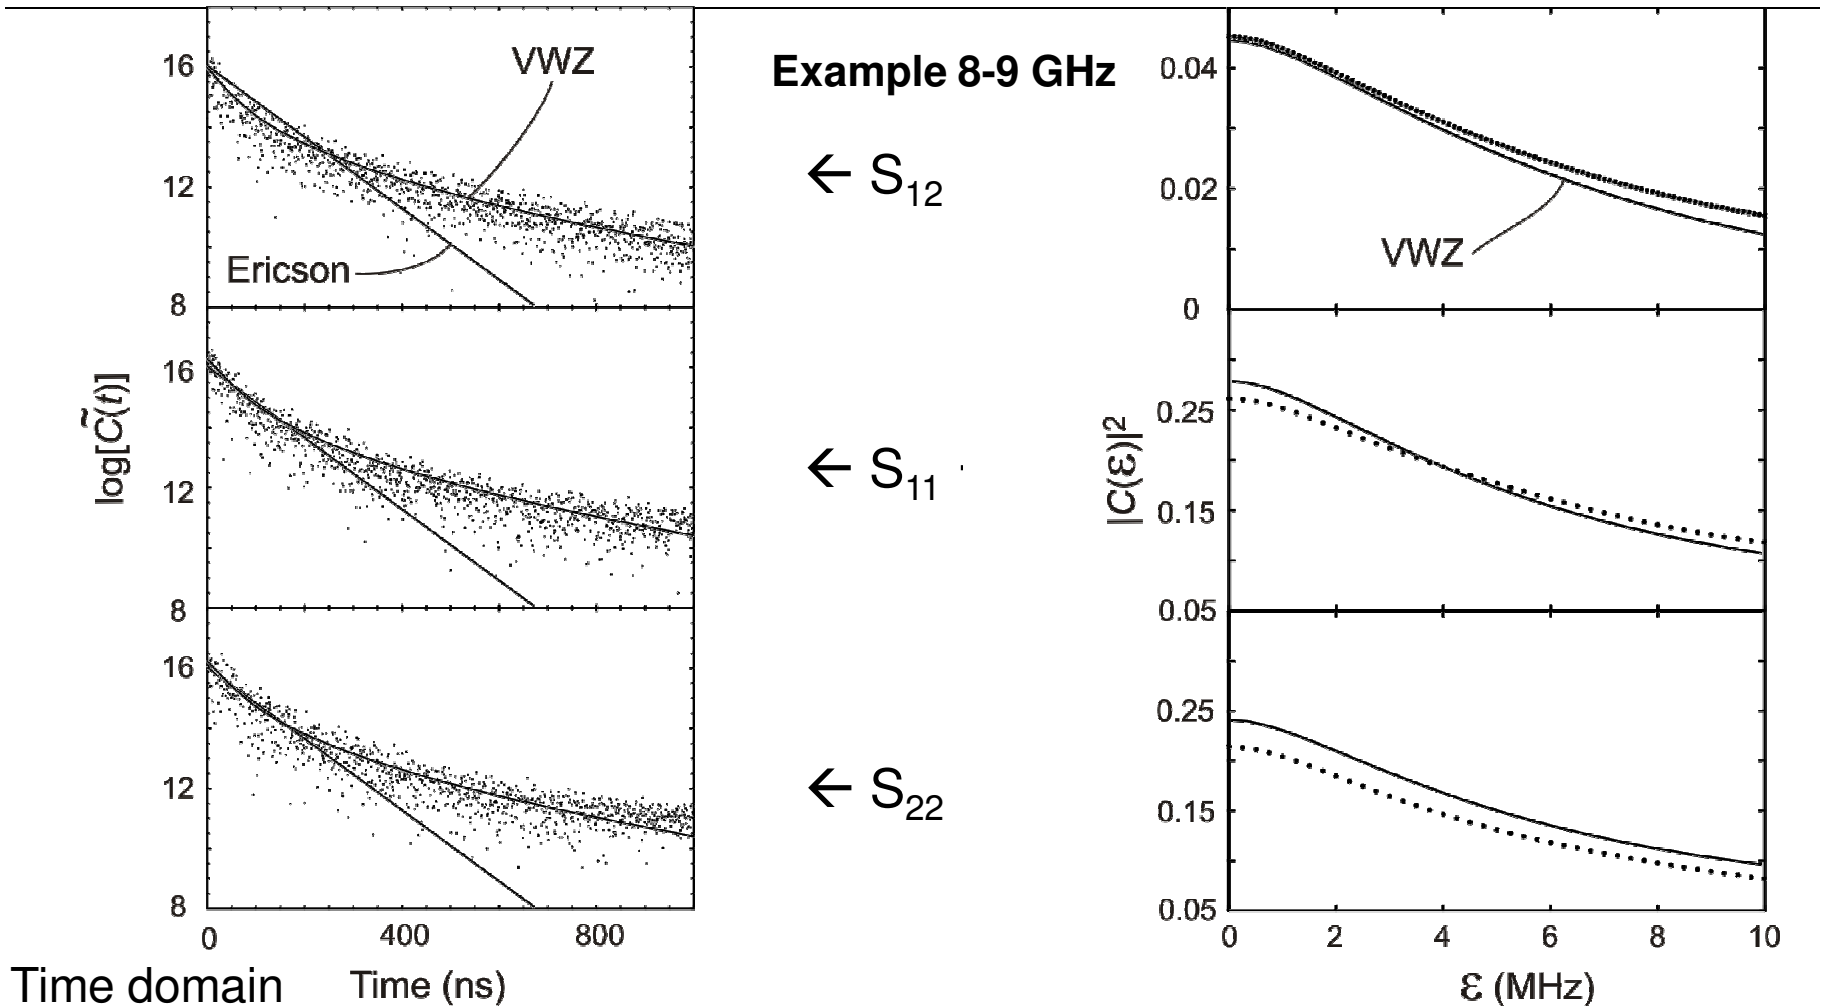 Example 8-9 GHz
16
12
8
VWZ
Ericson
← S12
0.04
0.02
0
VWZ
log[C̃(t)]
16
12
8
← S11
|C(ε)|²
0.25
0.15
0.05
16
12
8
← S22
0.25
0.15
0.05
0 400 800
Time (ns)
0 2 4 6 8 10
ε (MHz)
Time domain